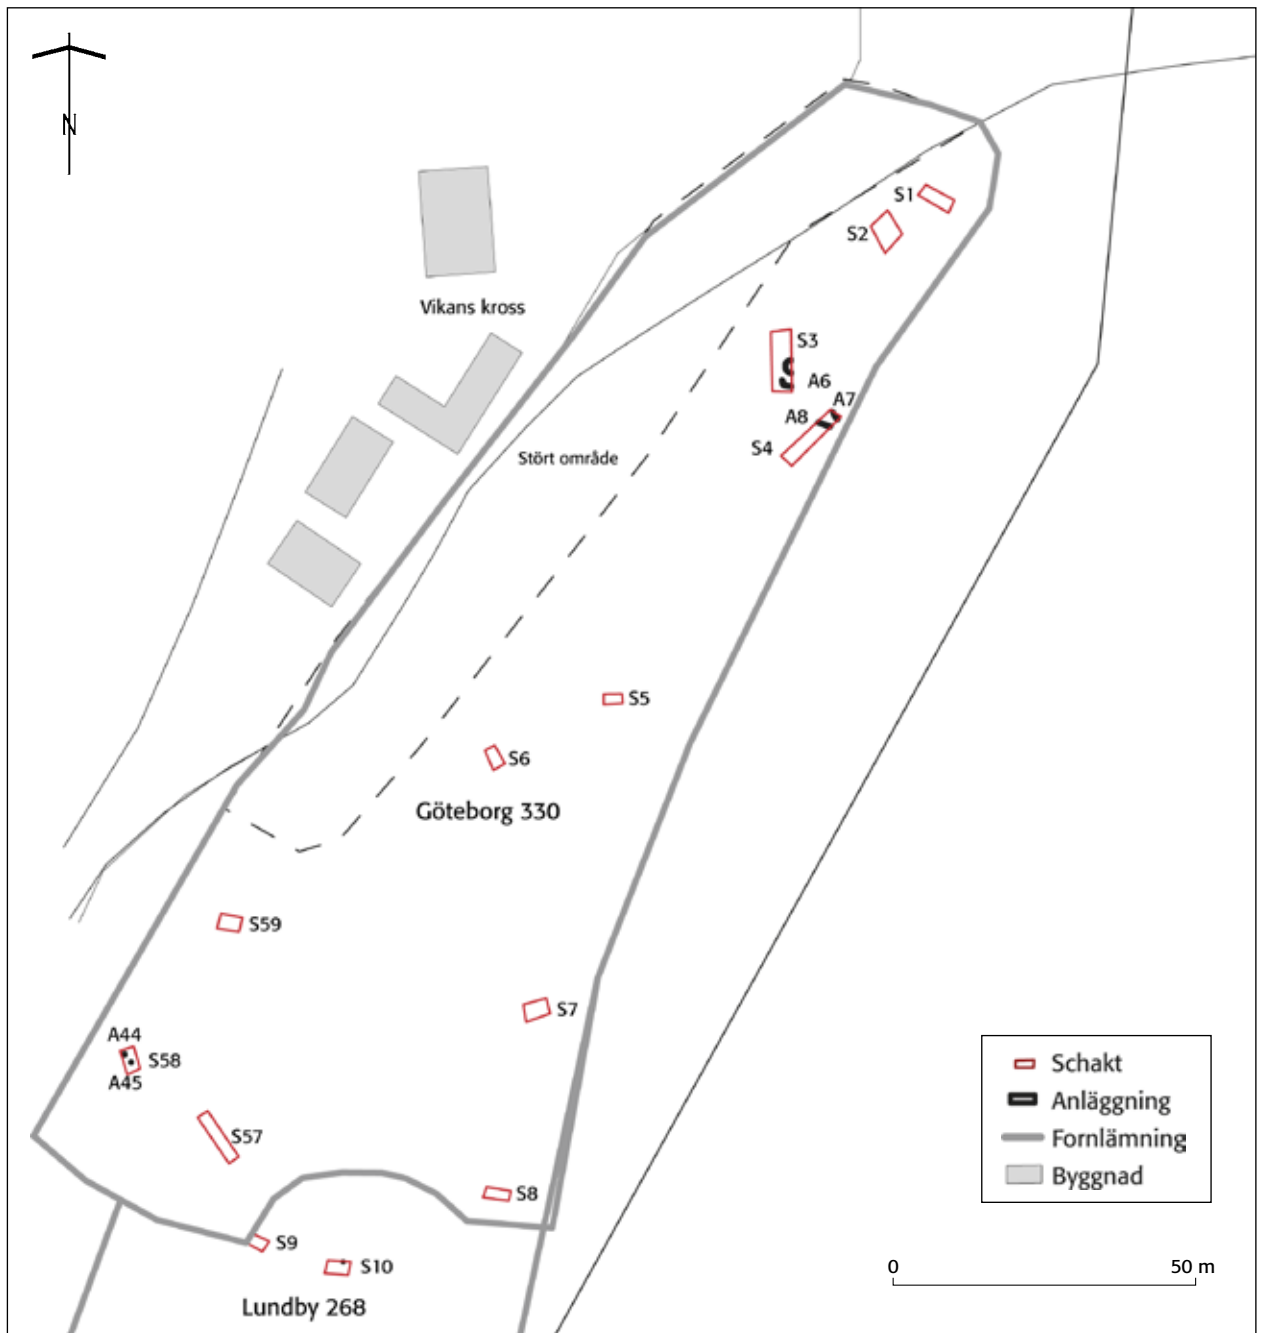 N
S1
S2
Vikans kross
S3
A6
A7
A8
S4
Stört område
S5
S6
Göteborg 330
S59
S7
A44
S58
A45
S57
S8
S9
S10
Lundby 268
Schakt
Anläggning
Fornlämning
Byggnad
0 50 m